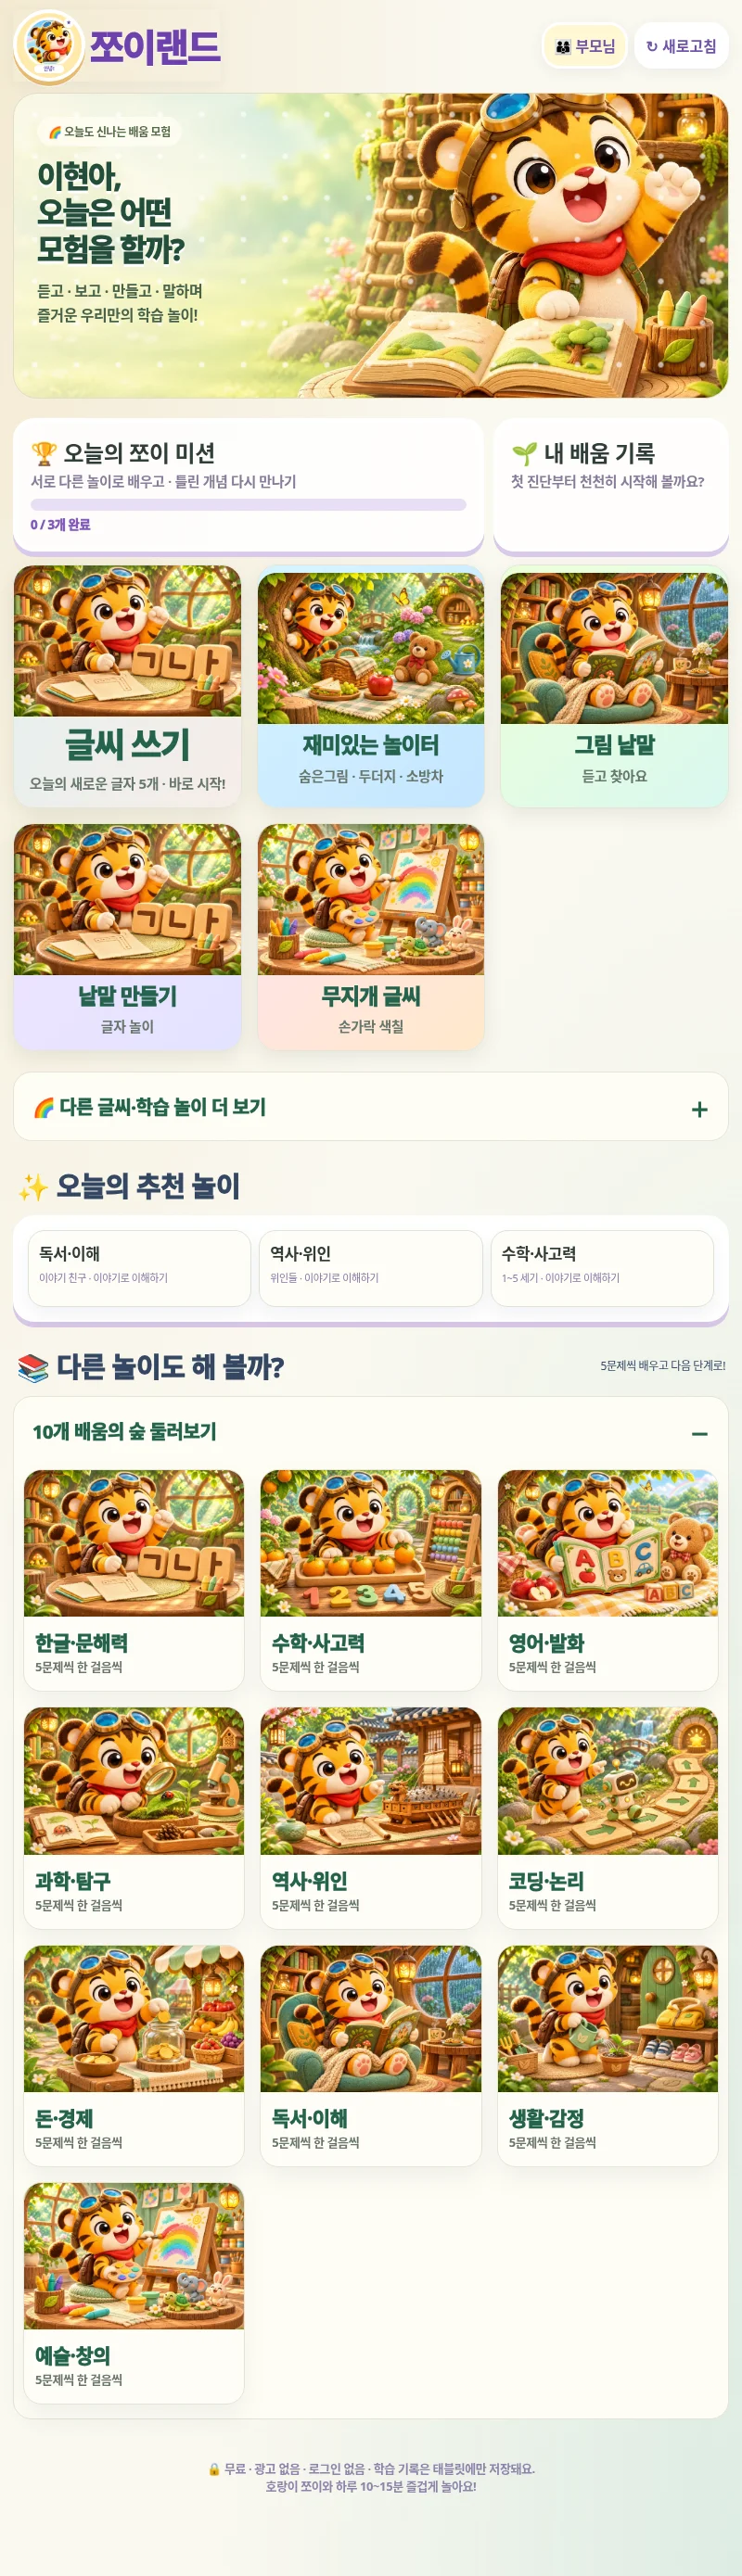 쪼이랜드
👨‍👩‍👦 부모님
↻ 새로고침
🌈 오늘도 신나는 배움 모험
이현아,
오늘은 어떤
모험을 할까?
듣고 · 보고 · 만들고 · 말하며
즐거운 우리만의 학습 놀이!
🏆 오늘의 쪼이 미션
서로 다른 놀이로 배우고 · 틀린 개념 다시 만나기
0 / 3개 완료
🌱 내 배움 기록
첫 진단부터 천천히 시작해 볼까요?
ㄱㄴㅏ
글씨 쓰기
오늘의 새로운 글자 5개 · 바로 시작!
재미있는 놀이터
숨은그림 · 두더지 · 소방차
그림 낱말
듣고 찾아요
ㄱㄴㅏ
낱말 만들기
글자 놀이
무지개 글씨
손가락 색칠
🌈 다른 글씨·학습 놀이 더 보기
+
✨ 오늘의 추천 놀이
독서·이해
이야기 친구 · 이야기로 이해하기
역사·위인
위인들 · 이야기로 이해하기
수학·사고력
1~5 세기 · 이야기로 이해하기
📚 다른 놀이도 해 볼까?
5문제씩 배우고 다음 단계로!
10개 배움의 숲 둘러보기
−
ㄱㄴㅏ
한글·문해력
5문제씩 한 걸음씩
1 2 3 4 5
수학·사고력
5문제씩 한 걸음씩
A B C
A B C
영어·발화
5문제씩 한 걸음씩
과학·탐구
5문제씩 한 걸음씩
역사·위인
5문제씩 한 걸음씩
코딩·논리
5문제씩 한 걸음씩
돈·경제
5문제씩 한 걸음씩
독서·이해
5문제씩 한 걸음씩
생활·감정
5문제씩 한 걸음씩
예술·창의
5문제씩 한 걸음씩
🔒 무료 · 광고 없음 · 로그인 없음 · 학습 기록은 태블릿에만 저장돼요.
호랑이 쪼이와 하루 10~15분 즐겁게 놀아요!